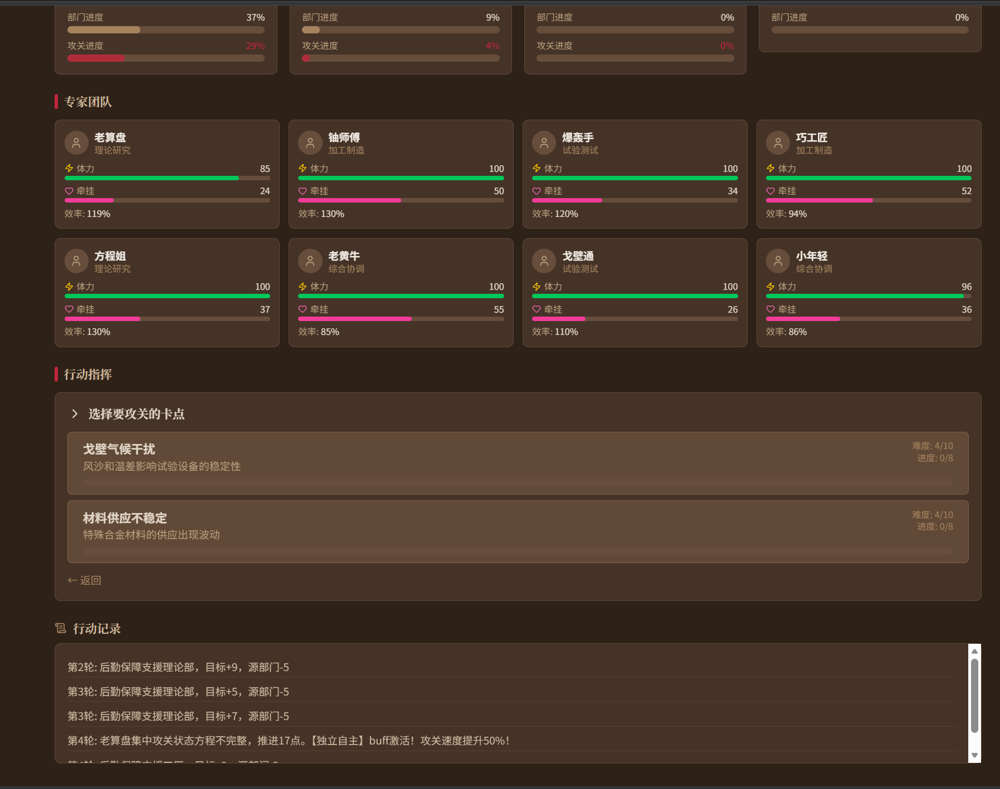 部门进度 37%
攻关进度 29%
部门进度 9%
攻关进度 4%
部门进度 0%
攻关进度 0%
部门进度 0%
专家团队
老算盘
理论研究
体力 85
牵挂 24
效率: 119%
铀师傅
加工制造
体力 100
牵挂 50
效率: 130%
爆轰手
试验测试
体力 100
牵挂 34
效率: 120%
巧工匠
加工制造
体力 100
牵挂 52
效率: 94%
方程姐
理论研究
体力 100
牵挂 37
效率: 130%
老黄牛
综合协调
体力 100
牵挂 55
效率: 85%
戈壁通
试验测试
体力 100
牵挂 26
效率: 110%
小年轻
综合协调
体力 96
牵挂 36
效率: 86%
行动指挥
选择要攻关的卡点
戈壁气候干扰
风沙和温差影响试验设备的稳定性
难度: 4/10
进度: 0/8
材料供应不稳定
特殊合金材料的供应出现波动
难度: 4/10
进度: 0/8
← 返回
行动记录
第2轮: 后勤保障支援理论部，目标+9，源部门-5
第3轮: 后勤保障支援理论部，目标+5，源部门-5
第3轮: 后勤保障支援理论部，目标+7，源部门-5
第4轮: 老算盘集中攻关状态方程不完整，推进17点。【独立自主】buff激活！攻关速度提升50%！